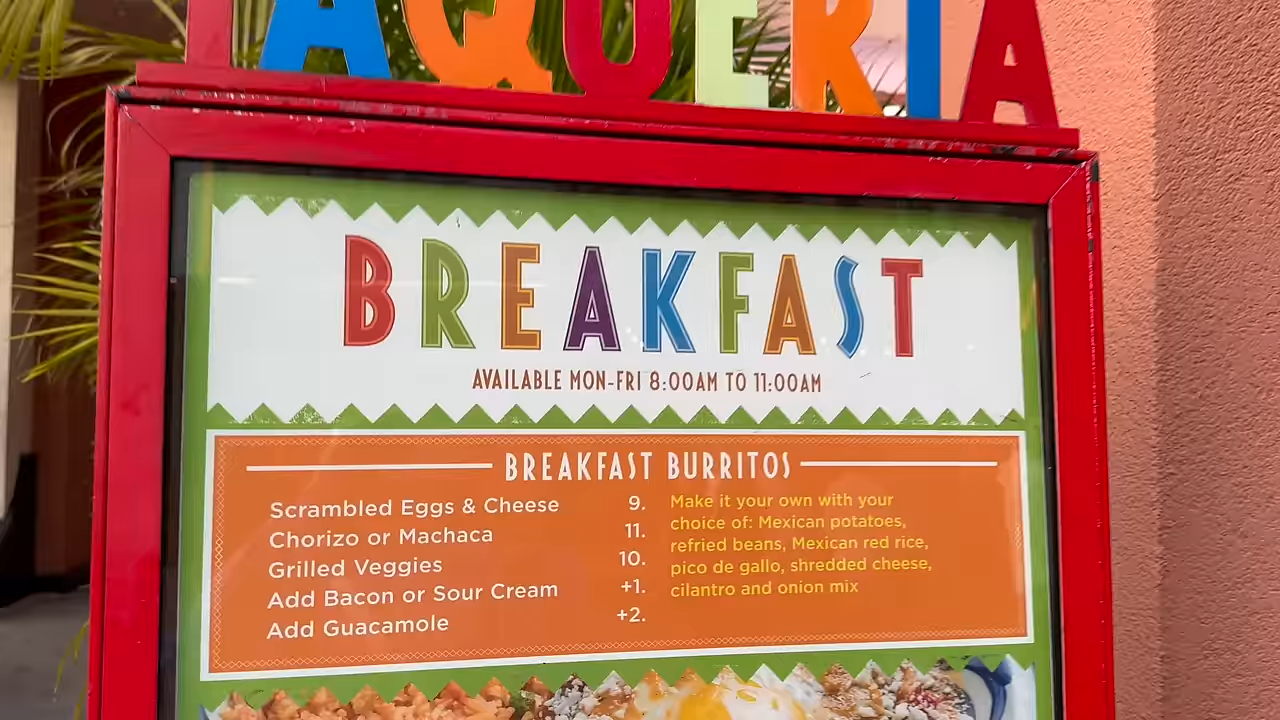 AQUERIA
BREAKFAST
AVAILABLE MON-FRI 8:00AM TO 11:00AM
BREAKFAST BURRITOS
Scrambled Eggs & Cheese 9.
Chorizo or Machaca 11.
Grilled Veggies 10.
Add Bacon or Sour Cream +1.
Add Guacamole +2.
Make it your own with your
choice of: Mexican potatoes,
refried beans, Mexican red rice,
pico de gallo, shredded cheese,
cilantro and onion mix